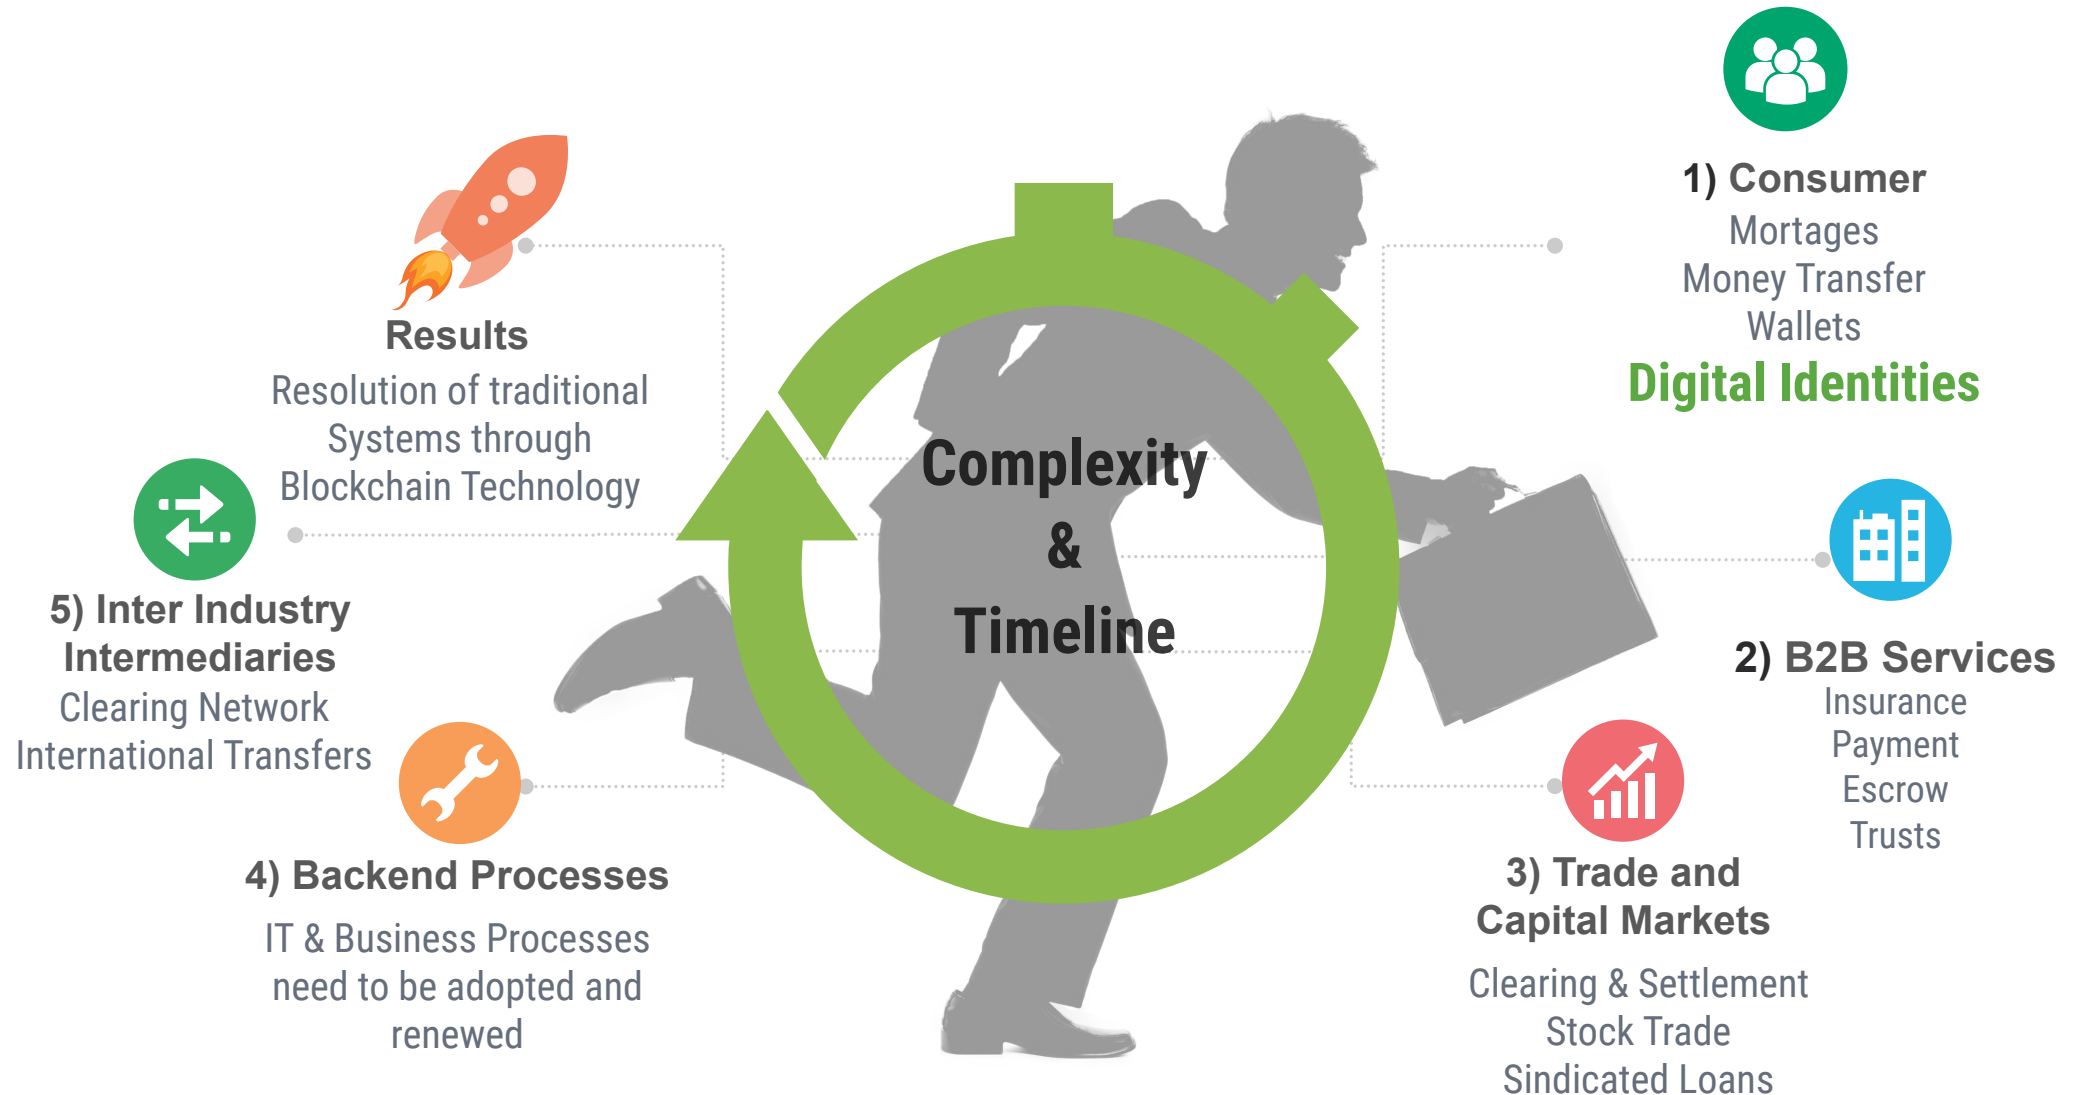 1) Consumer
Mortages
Money Transfer
Wallets
Digital Identities
2) B2B Services
Insurance
Payment
Escrow
Trusts
3) Trade and
Capital Markets
Clearing & Settlement
Stock Trade
Sindicated Loans
4) Backend Processes
IT & Business Processes
need to be adopted and
renewed
5) Inter Industry
Intermediaries
Clearing Network
International Transfers
Results
Resolution of traditional
Systems through
Blockchain Technology
Complexity
&
Timeline